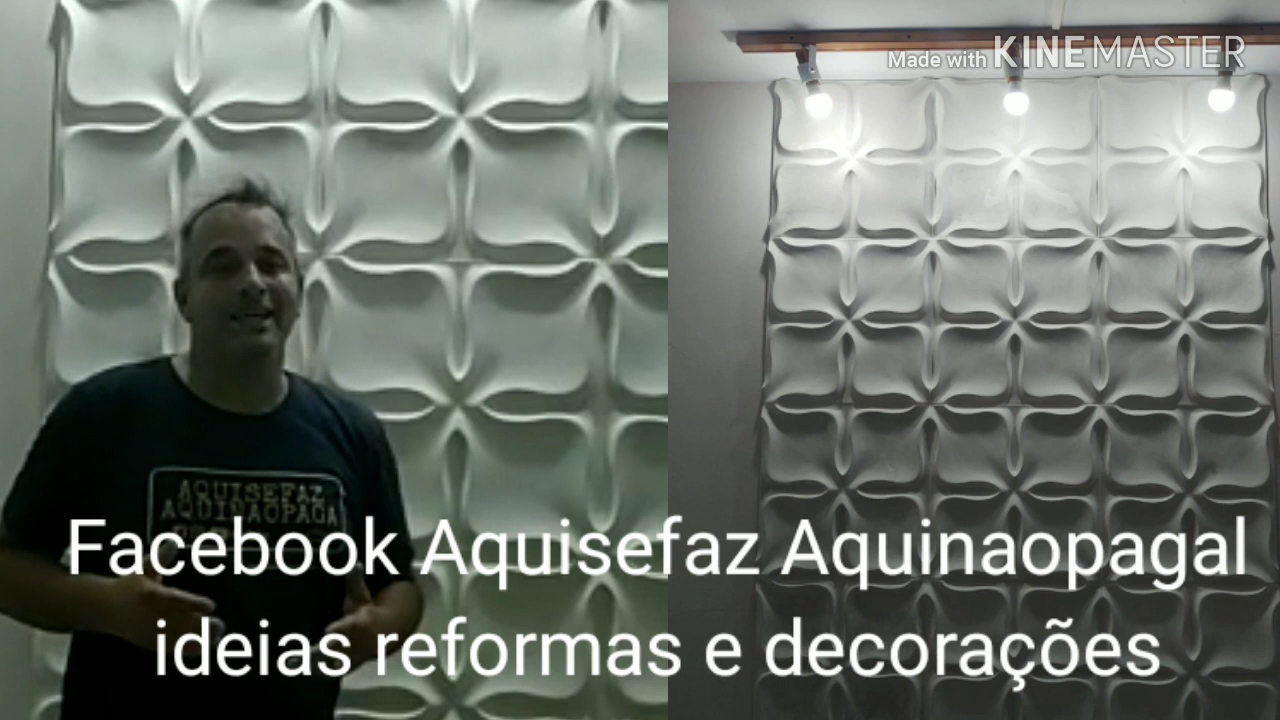 Made with KINEMASTER
AQUISEFAZ
AQUINAOPAGA
Facebook Aquisefaz Aquinaopagal
ideias reformas e decorações